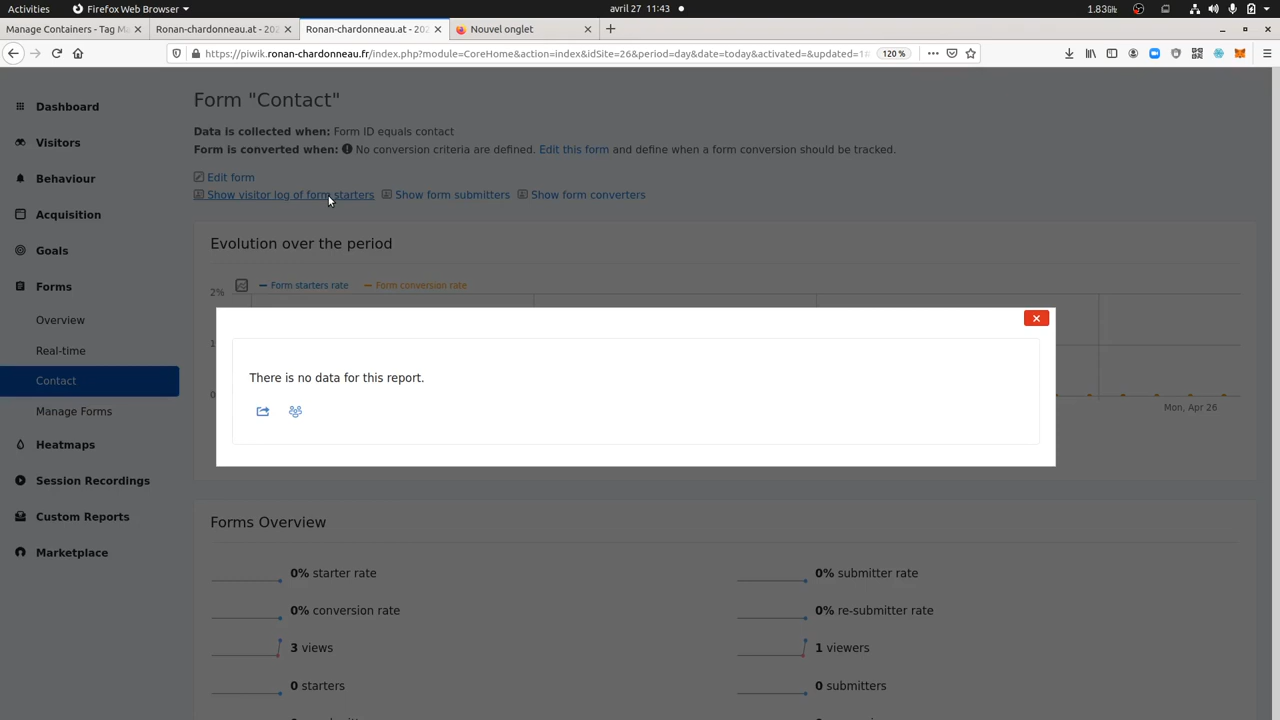 Activities
Firefox Web Browser
avril 27 11:43
1.83GiB
Manage Containers - Tag Ma
Ronan-chardonneau.at - 202
Ronan-chardonneau.at - 202
Nouvel onglet
https://piwik.ronan-chardonneau.fr/index.php?module=CoreHome&action=index&idSite=26&period=day&date=today&activated=&updated=1
120 %
Dashboard
Visitors
Behaviour
Acquisition
Goals
Forms
Overview
Real-time
Contact
Manage Forms
Heatmaps
Session Recordings
Custom Reports
Marketplace
Form "Contact"
Data is collected when: Form ID equals contact
Form is converted when: No conversion criteria are defined. Edit this form and define when a form conversion should be tracked.
Edit form
Show visitor log of form starters Show form submitters Show form converters
Evolution over the period
Form starters rate Form conversion rate
2%
1
0
Mon, Apr 26
There is no data for this report.
Forms Overview
0% starter rate
0% submitter rate
0% conversion rate
0% re-submitter rate
3 views
1 viewers
0 starters
0 submitters